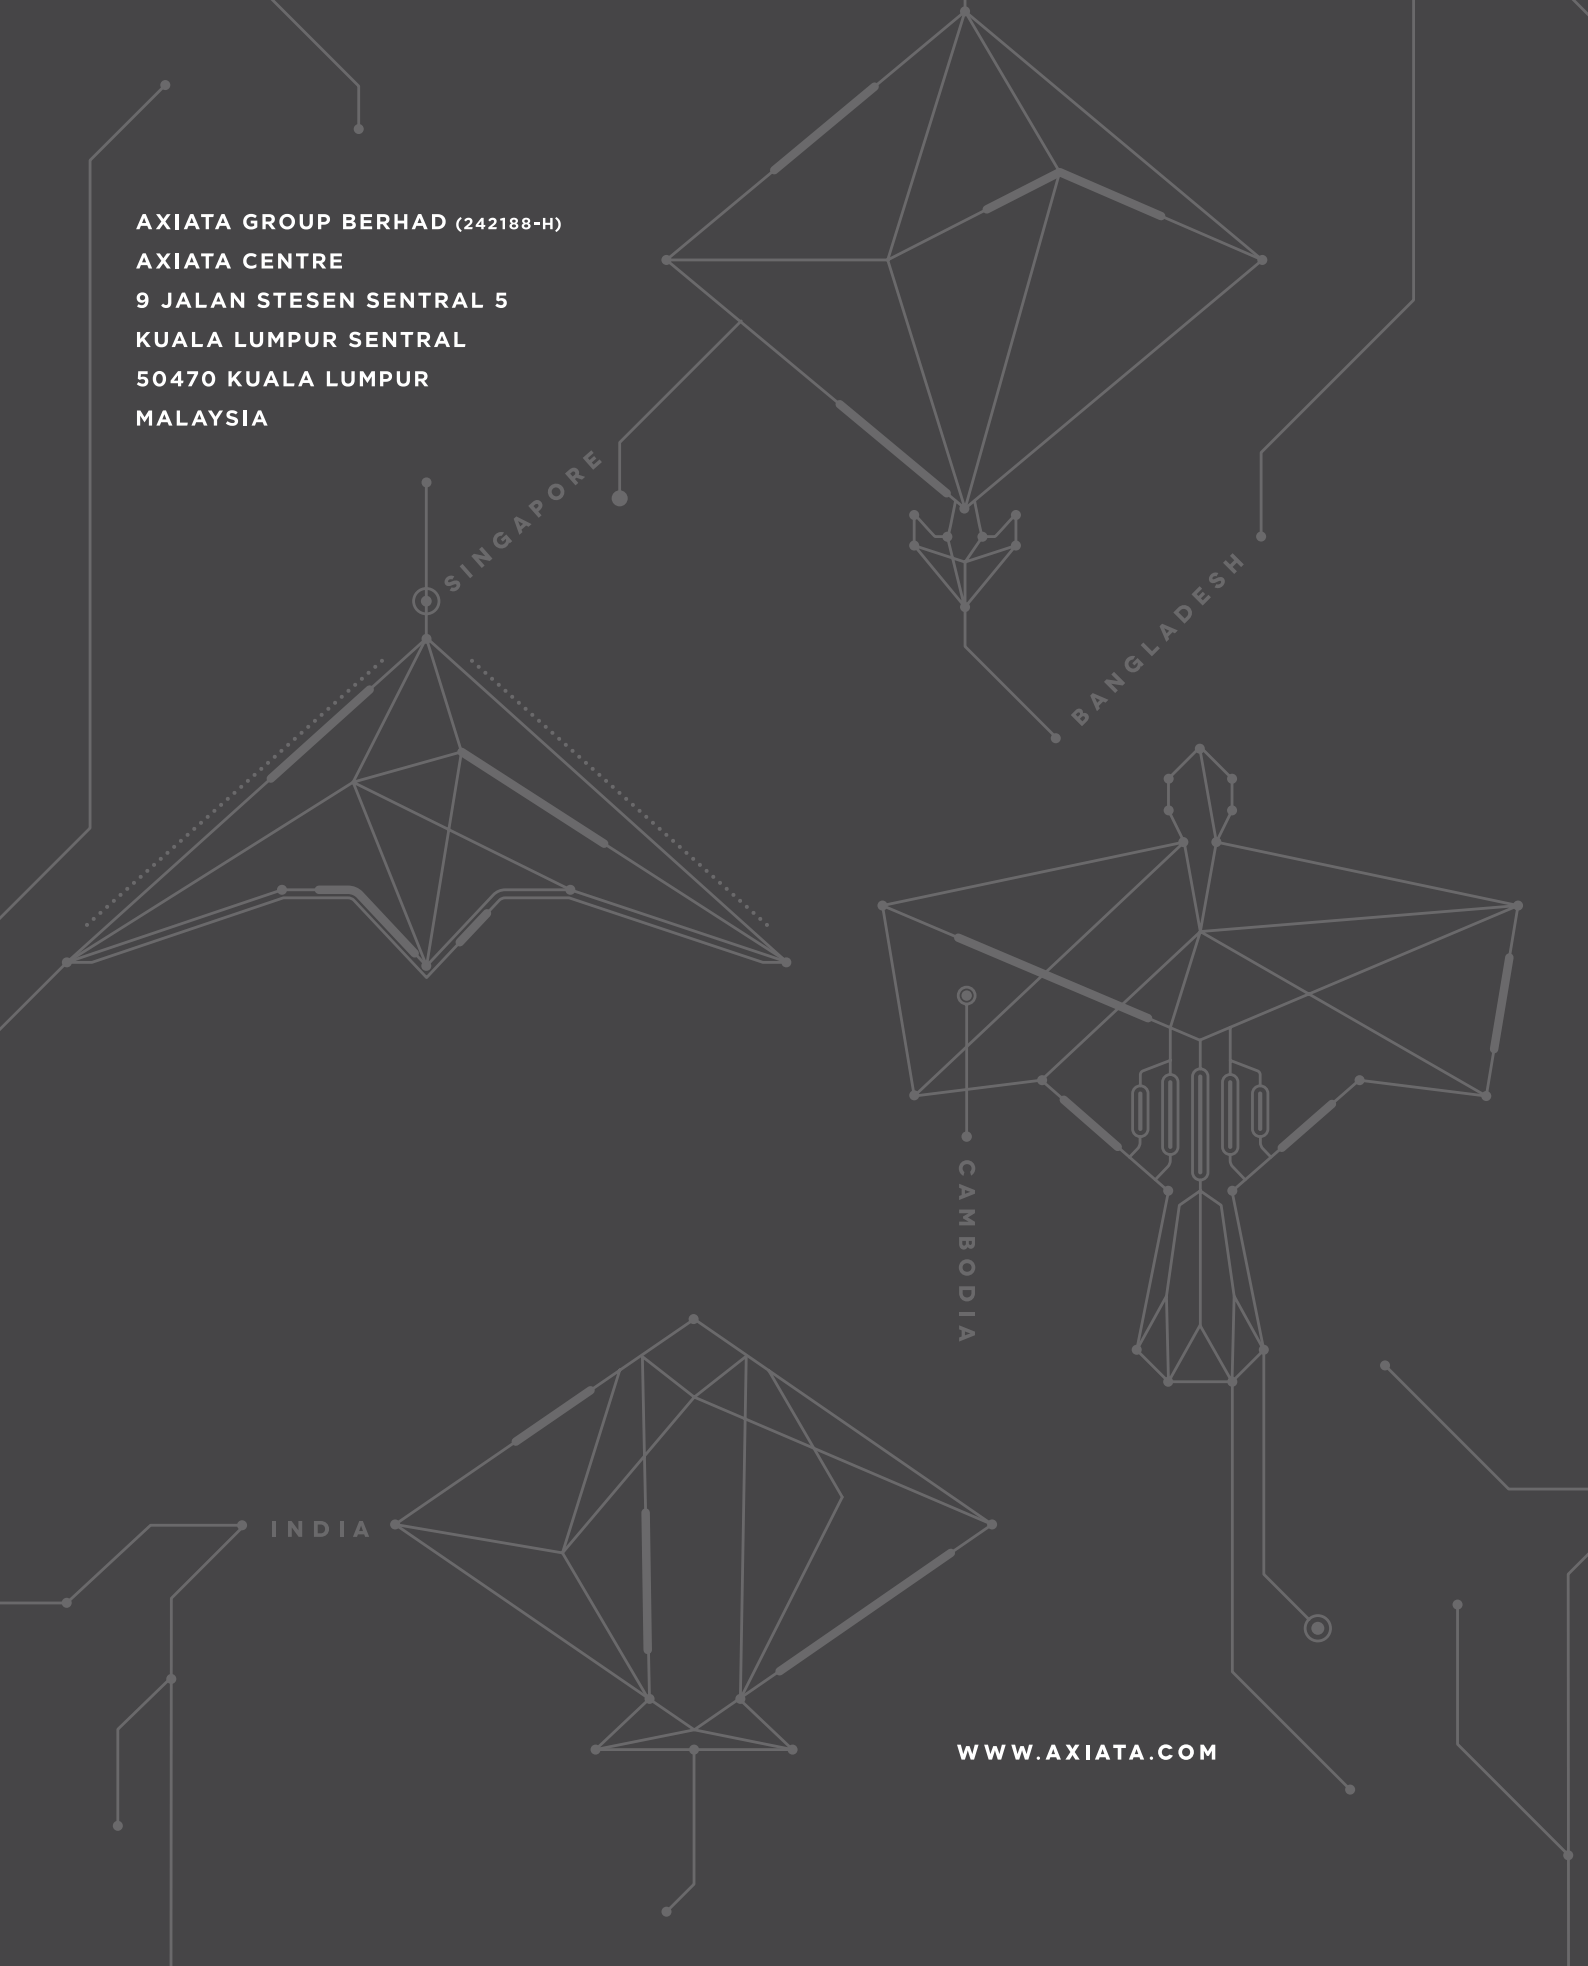 AXIATA GROUP BERHAD (242188-H)
AXIATA CENTRE
9 JALAN STESEN SENTRAL 5
KUALA LUMPUR SENTRAL
50470 KUALA LUMPUR
MALAYSIA
SINGAPORE
BANGLADESH
CAMBODIA
INDIA
WWW.AXIATA.COM